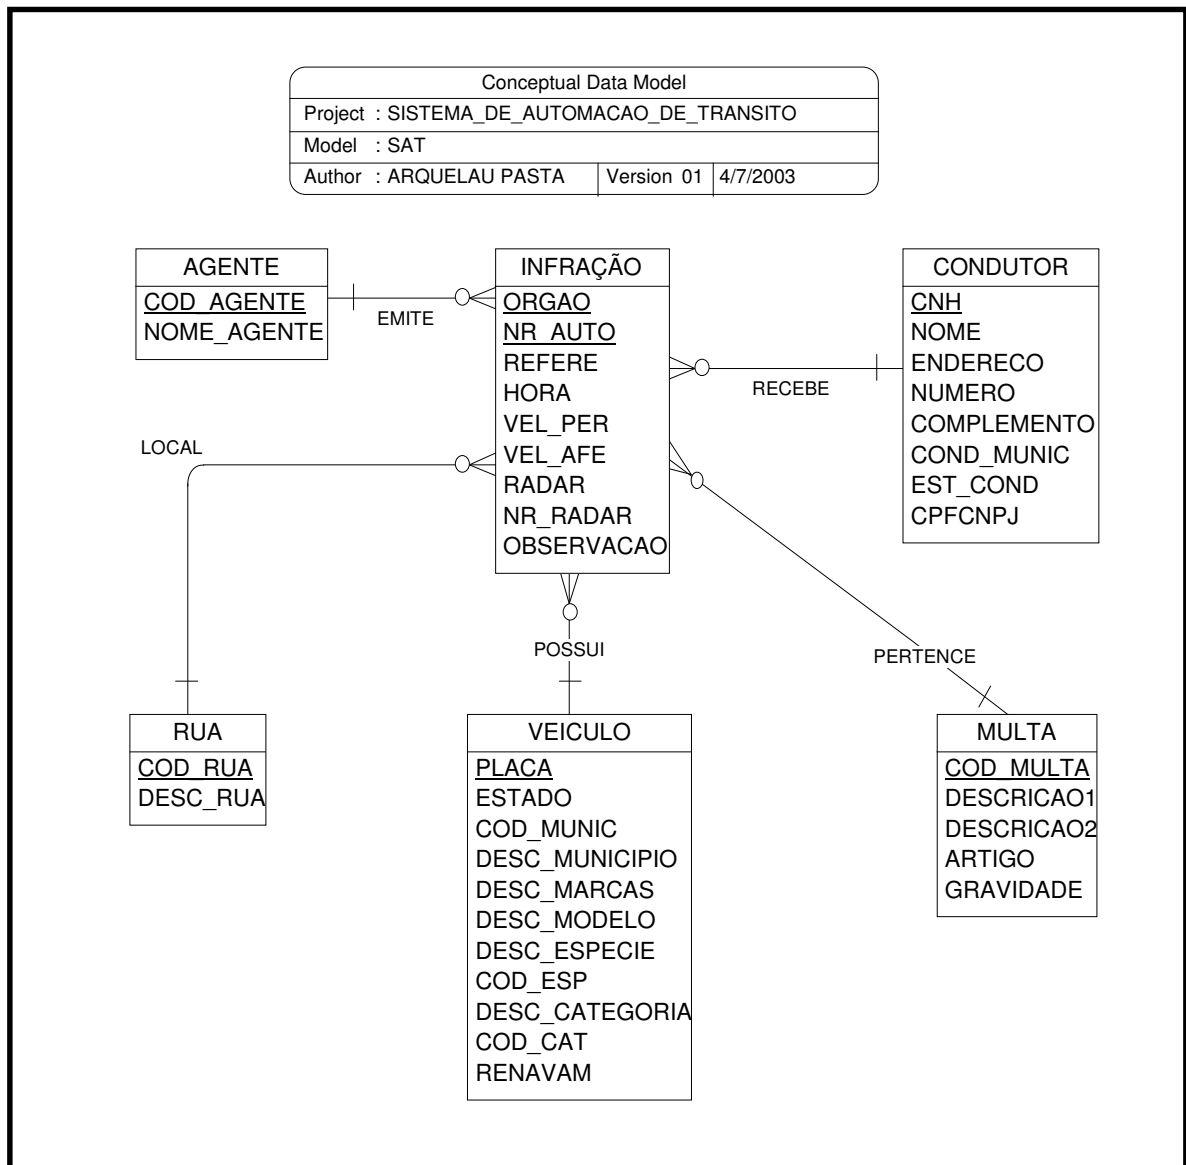 Conceptual Data Model
Project : SISTEMA_DE_AUTOMACAO_DE_TRANSITO
Model : SAT
Author : ARQUELAU PASTA Version 01 4/7/2003
AGENTE
COD_AGENTE
NOME_AGENTE
EMITE
INFRAÇÃO
ORGAO
NR_AUTO
REFERE
HORA
VEL_PER
VEL_AFE
RADAR
NR_RADAR
OBSERVACAO
RECEBE
CONDUTOR
CNH
NOME
ENDERECO
NUMERO
COMPLEMENTO
COND_MUNIC
EST_COND
CPFCNPJ
LOCAL
POSSUI
PERTENCE
RUA
COD_RUA
DESC_RUA
VEICULO
PLACA
ESTADO
COD_MUNIC
DESC_MUNICIPIO
DESC_MARCAS
DESC_MODELO
DESC_ESPECIE
COD_ESP
DESC_CATEGORIA
COD_CAT
RENAVAM
MULTA
COD_MULTA
DESCRICAO1
DESCRICAO2
ARTIGO
GRAVIDADE